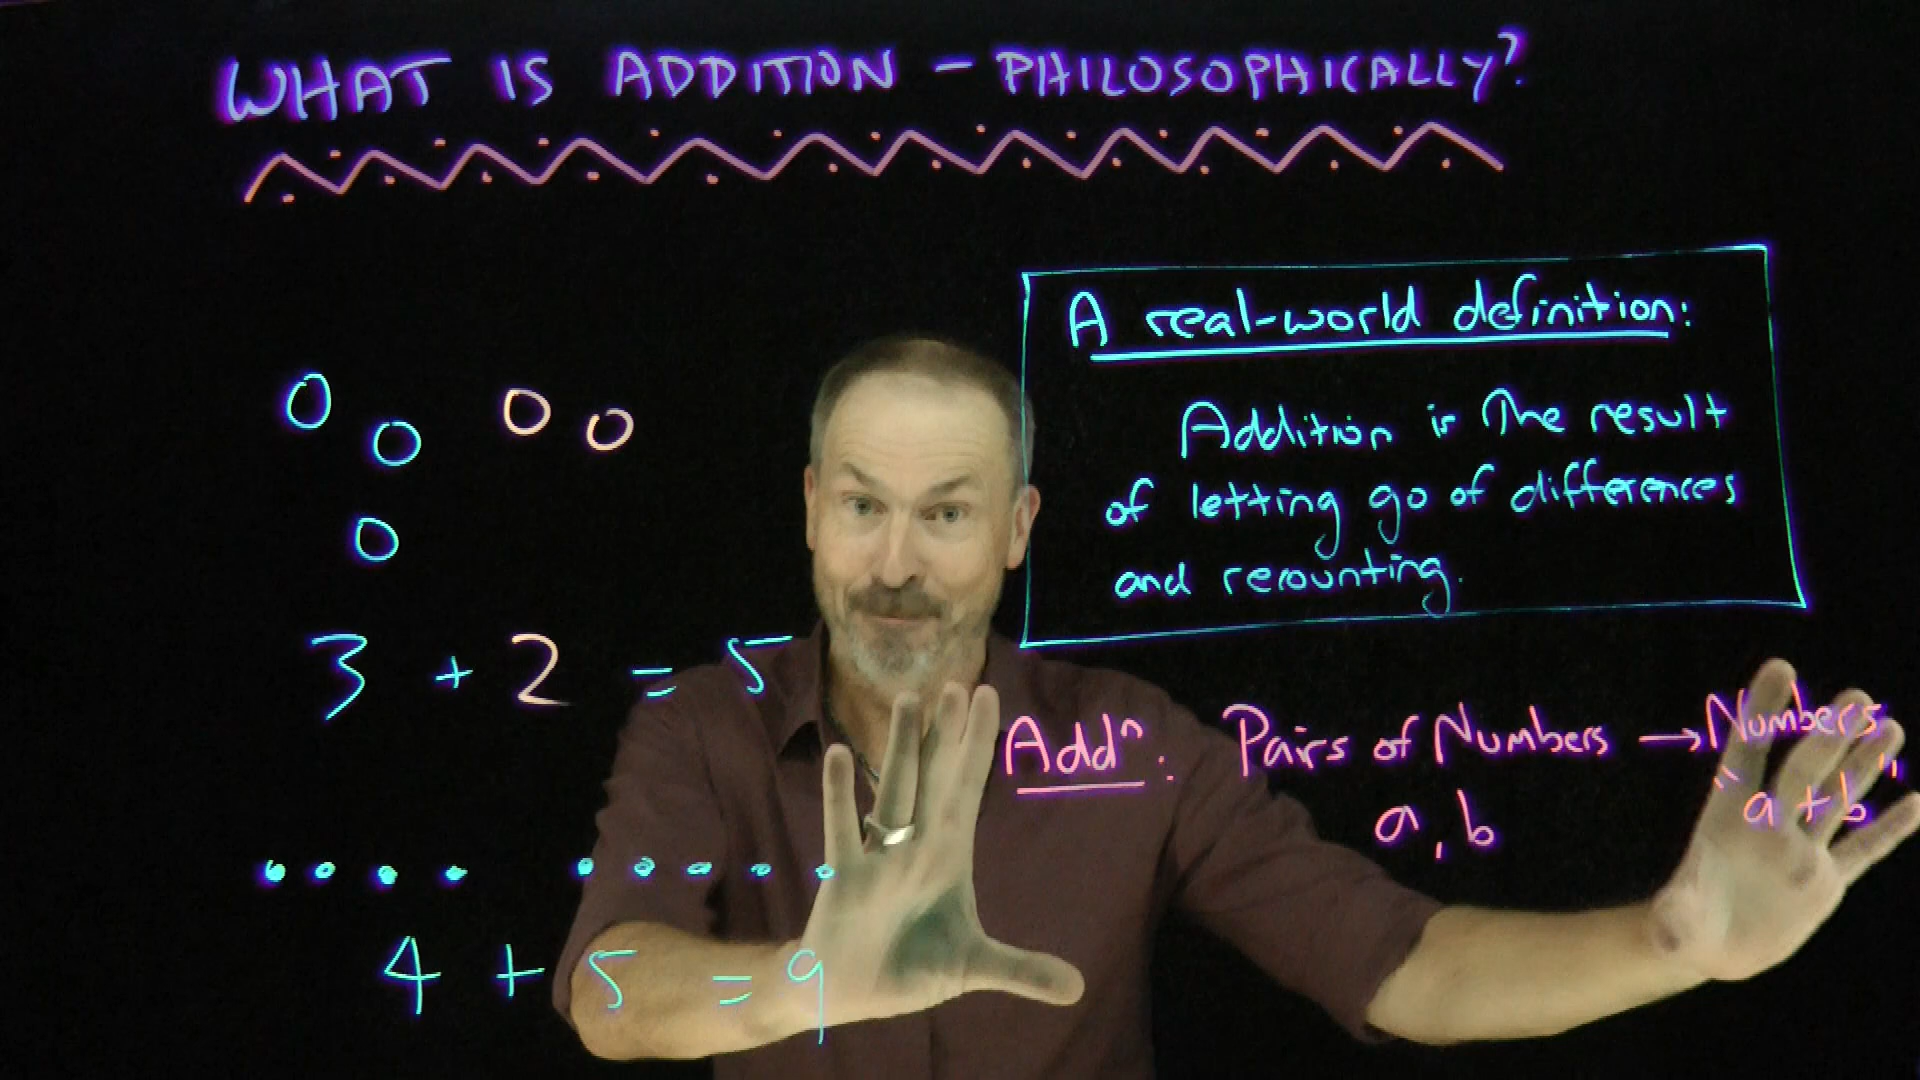 WHAT IS ADDITION - PHILOSOPHICALLY?
A real-world definition:
Addition is the result
of letting go of differences
and recounting.
3 + 2 = 5
Addⁿ: Pairs of Numbers → Numbers
a, b "a + b"
4 + 5 = 9